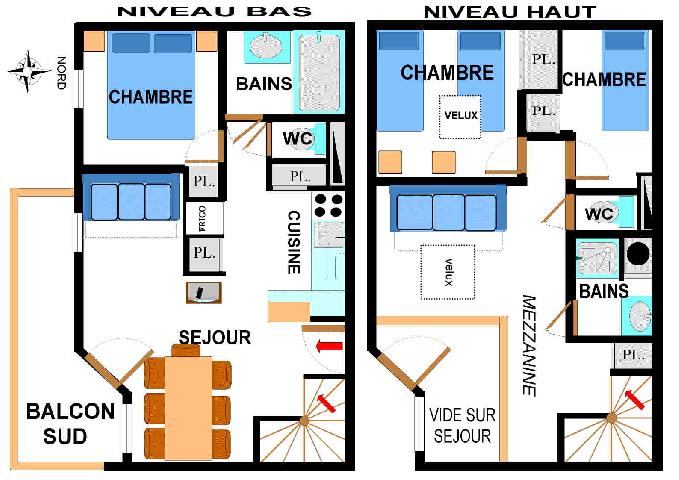 NIVEAU BAS
NORD
CHAMBRE
BAINS
WC
PL.
PL.
FRIGO
PL.
CUISINE
SEJOUR
BALCON
SUD
NIVEAU HAUT
CHAMBRE
PL.
CHAMBRE
VELUX
PL.
WC
velux
BAINS
MEZZANINE
PL.
VIDE SUR
SEJOUR